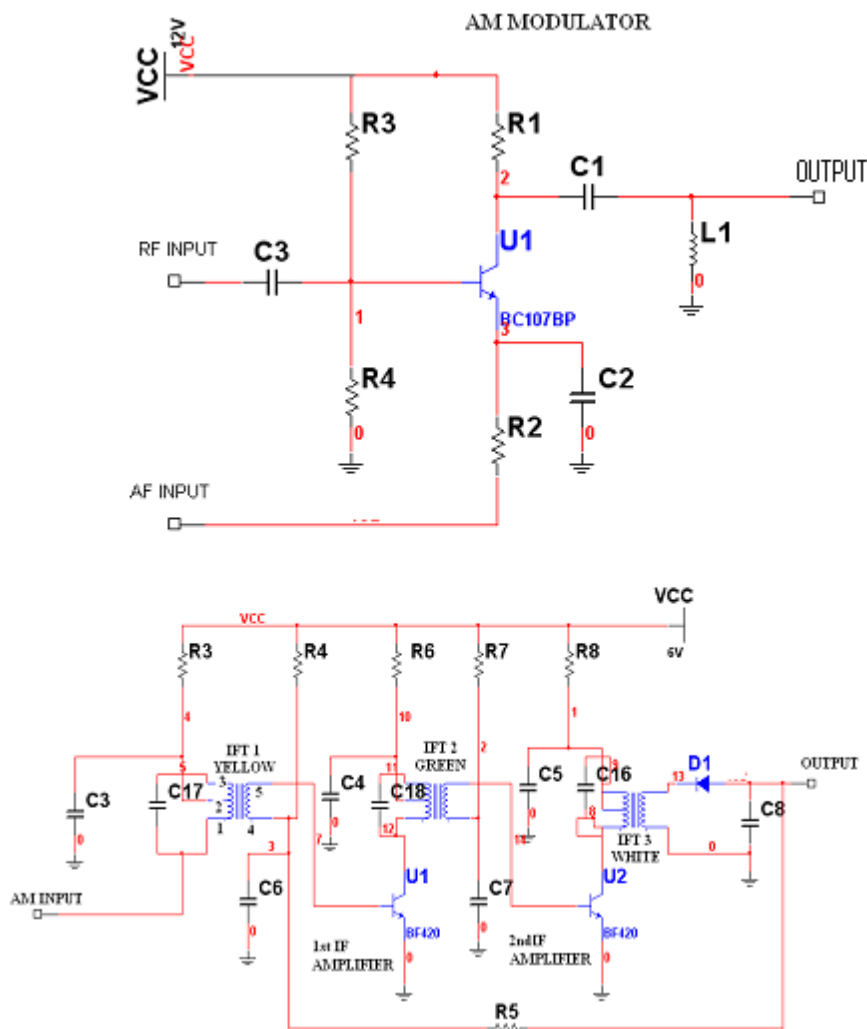 AM MODULATOR
VCC
12V
VCC
R3
R1
2
C1
OUTPUT
U1
L1
0
RF INPUT
C3
1
BC107BP
3
R4
C2
0
R2
0
AF INPUT
VCC
VCC
6V
R3
R4
R6
R7
R8
4
10
2
1
IFT 1
YELLOW
IFT 2
GREEN
D1
OUTPUT
5
3
5
11
9
13
C17
C4
C18
C5
C16
C8
C3
2
8
0
1
4
0
12
0
0
IFT 3
WHITE
3
7
C6
U1
C7
U2
AM INPUT
BF420
BF420
0
1st IF
AMPLIFIER
0
0
2ndIF
AMPLIFIER
0
R5